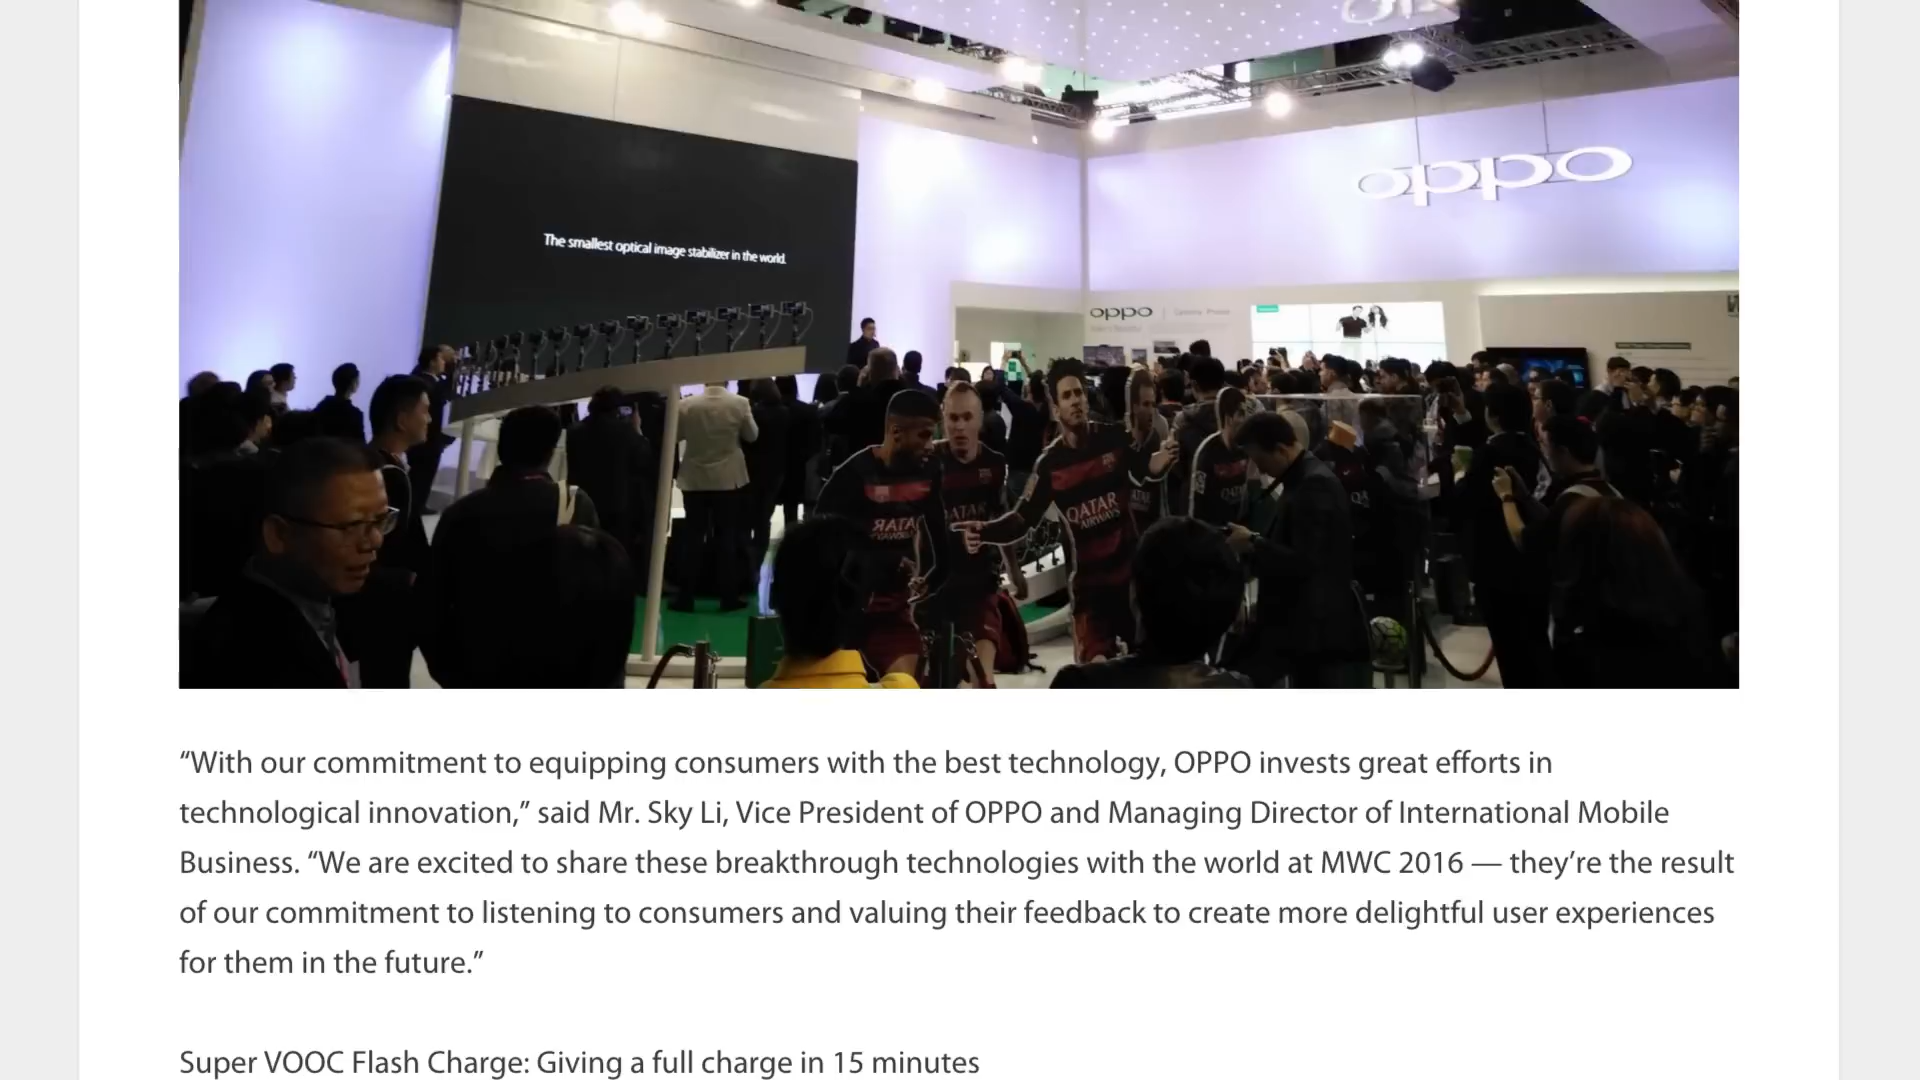 The smallest optical image stabilizer in the world.
oppo
oppo
QATAR
AIRWAYS
QATAR
AIRWAYS
“With our commitment to equipping consumers with the best technology, OPPO invests great efforts in
technological innovation,” said Mr. Sky Li, Vice President of OPPO and Managing Director of International Mobile
Business. “We are excited to share these breakthrough technologies with the world at MWC 2016 — they’re the result
of our commitment to listening to consumers and valuing their feedback to create more delightful user experiences
for them in the future.”
Super VOOC Flash Charge: Giving a full charge in 15 minutes